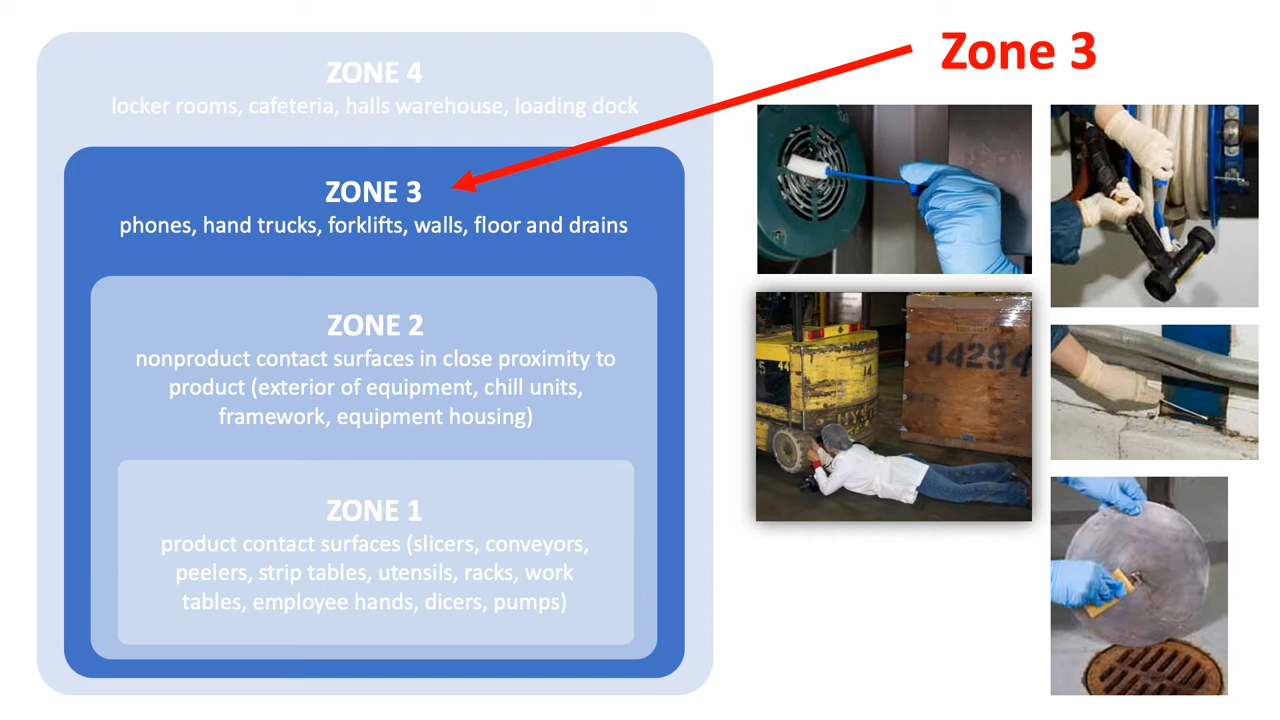 Zone 3
ZONE 4
locker rooms, cafeteria, halls warehouse, loading dock
ZONE 3
phones, hand trucks, forklifts, walls, floor and drains
ZONE 2
nonproduct contact surfaces in close proximity to
product (exterior of equipment, chill units,
framework, equipment housing)
ZONE 1
product contact surfaces (slicers, conveyors,
peelers, strip tables, utensils, racks, work
tables, employee hands, dicers, pumps)
44294